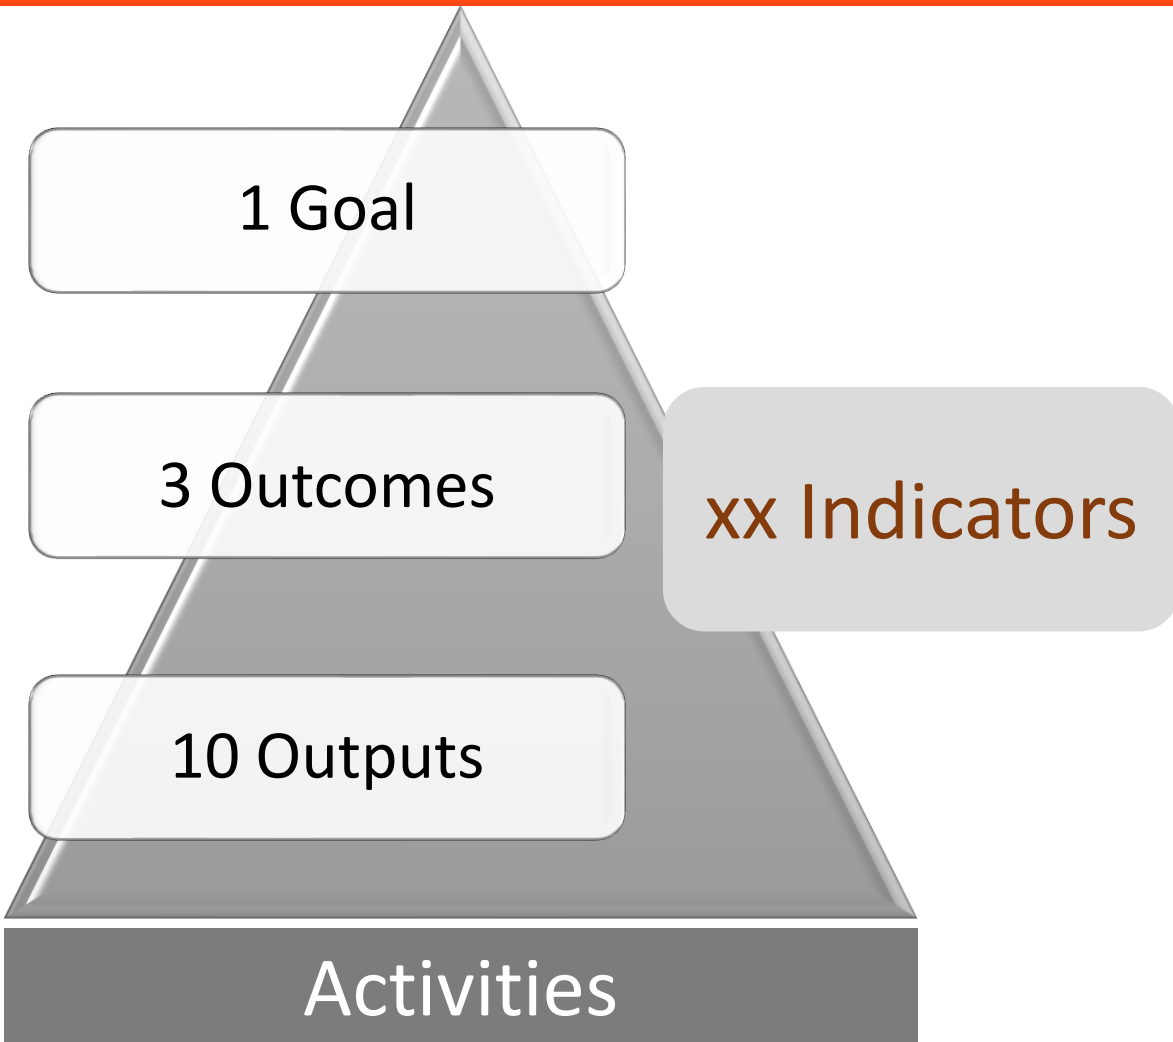 1 Goal
3 Outcomes
xx Indicators
10 Outputs
Activities